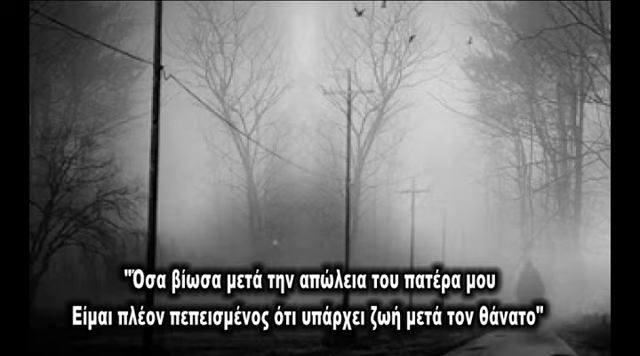 "Όσα βίωσα μετά την απώλεια του πατέρα μου
Είμαι πλέον πεπεισμένος ότι υπάρχει ζωή μετά τον θάνατο"